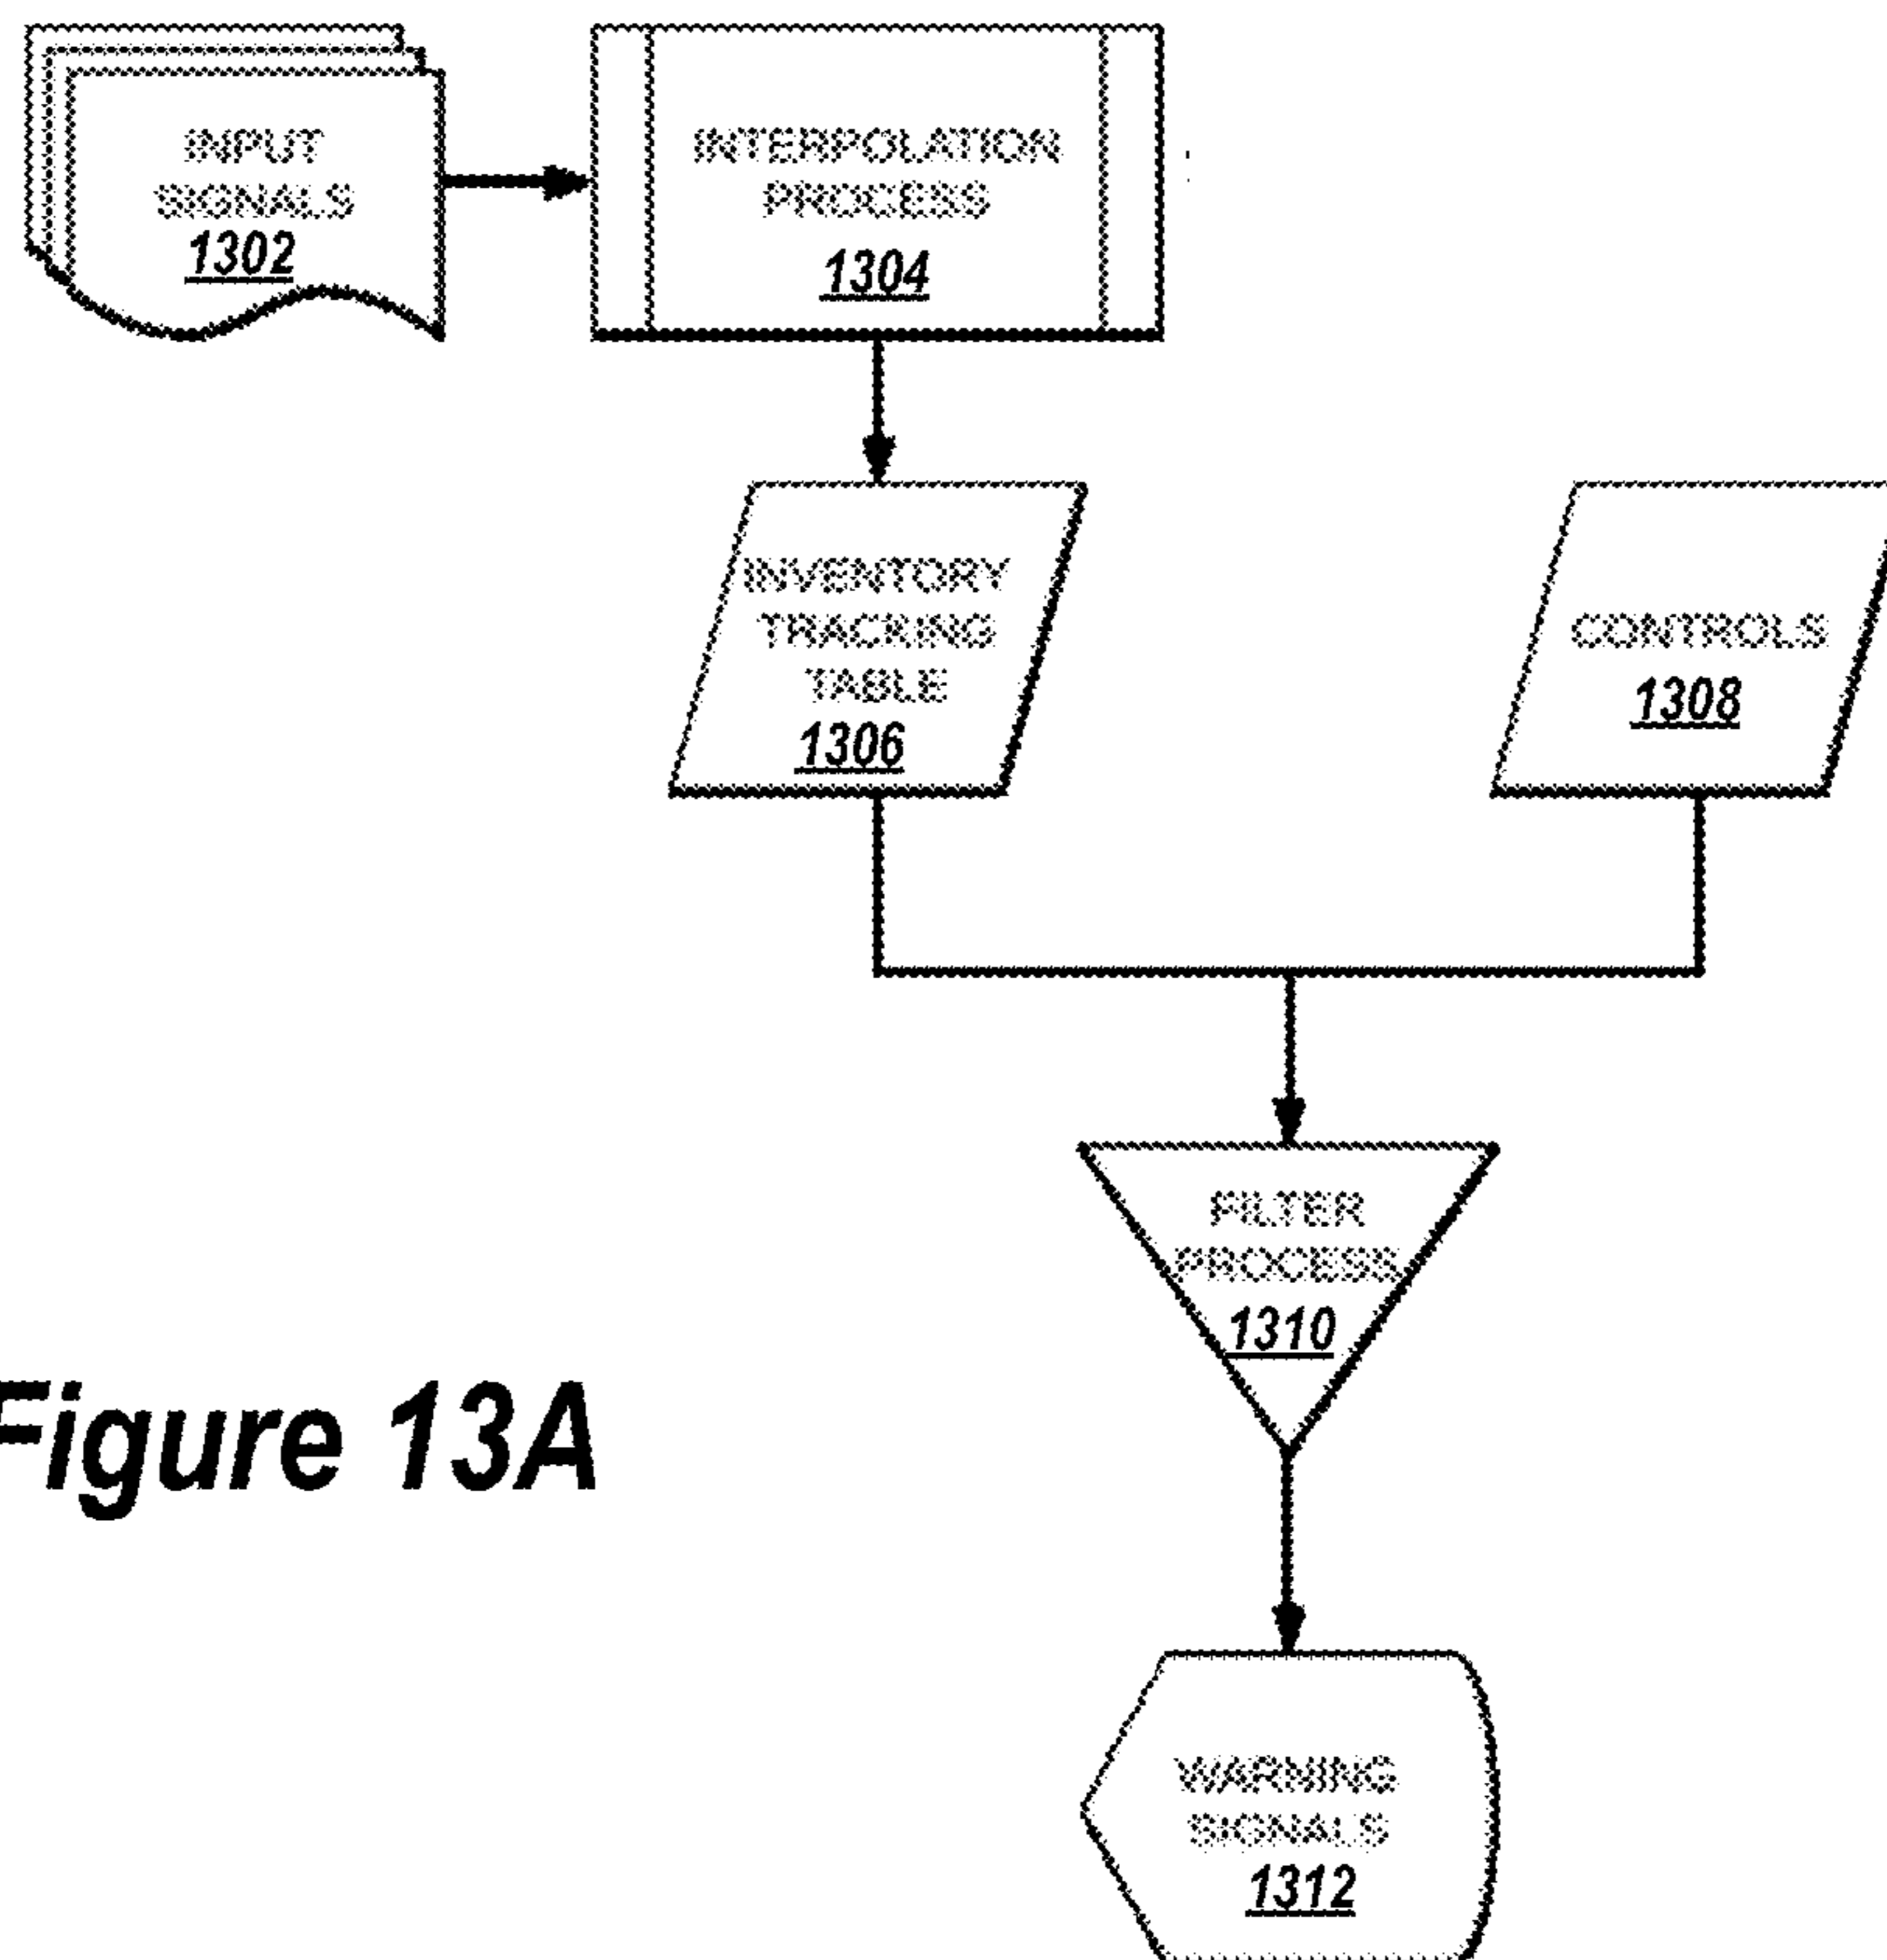 INPUT
SIGNALS
1302
INTERPOLATION
PROCESS
1304
INVENTORY
TRACKING
TABLE
1306
CONTROLS
1308
FILTER
PROCESS
1310
Figure 13A
WARNING
SIGNALS
1312